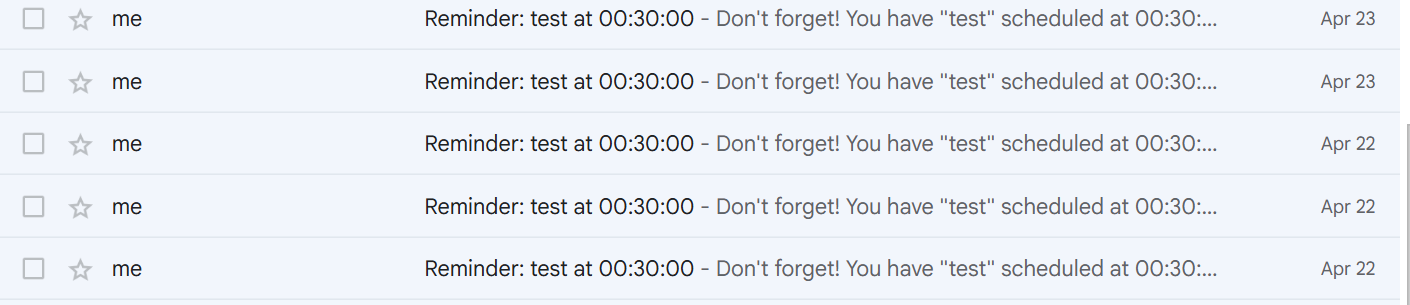 me Reminder: test at 00:30:00 - Don't forget! You have "test" scheduled at 00:30:... Apr 23
me Reminder: test at 00:30:00 - Don't forget! You have "test" scheduled at 00:30:... Apr 23
me Reminder: test at 00:30:00 - Don't forget! You have "test" scheduled at 00:30:... Apr 22
me Reminder: test at 00:30:00 - Don't forget! You have "test" scheduled at 00:30:... Apr 22
me Reminder: test at 00:30:00 - Don't forget! You have "test" scheduled at 00:30:... Apr 22